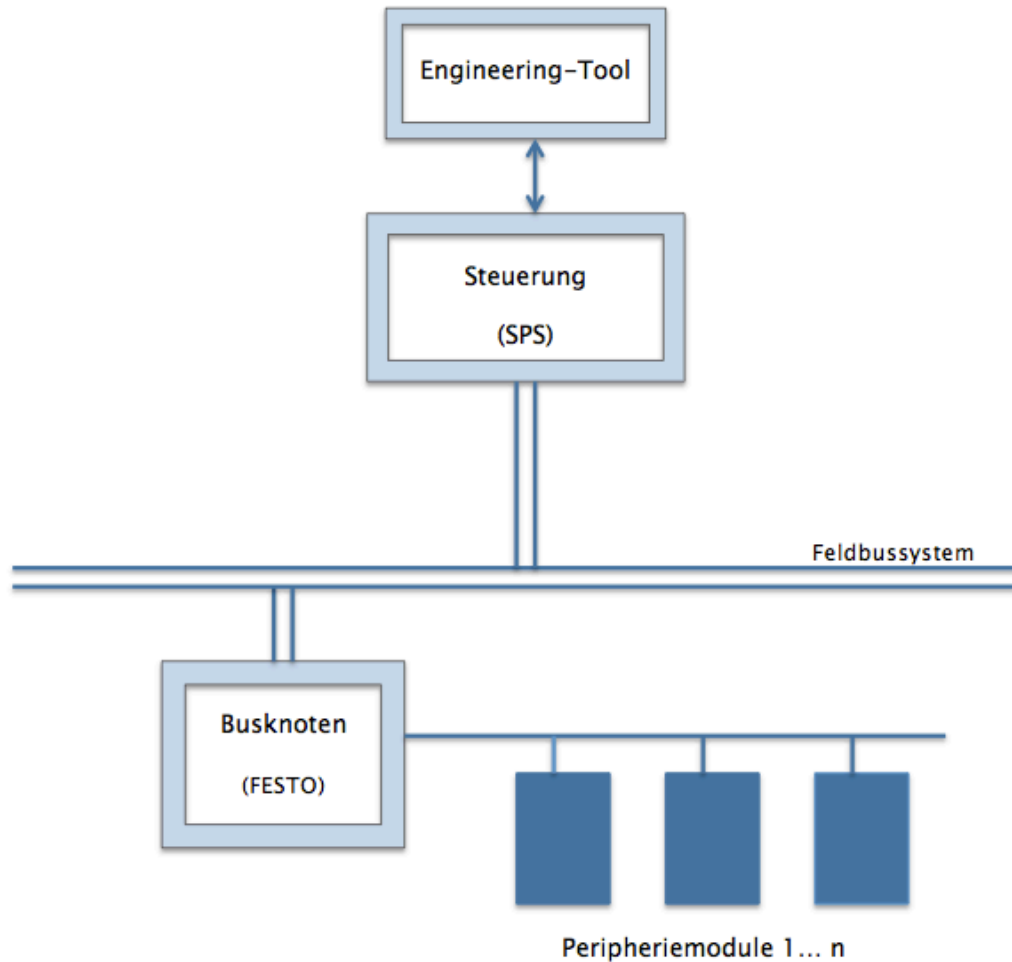 Engineering-Tool
Steuerung
(SPS)
Feldbussystem
Busknoten
(FESTO)
Peripheriemodule 1... n